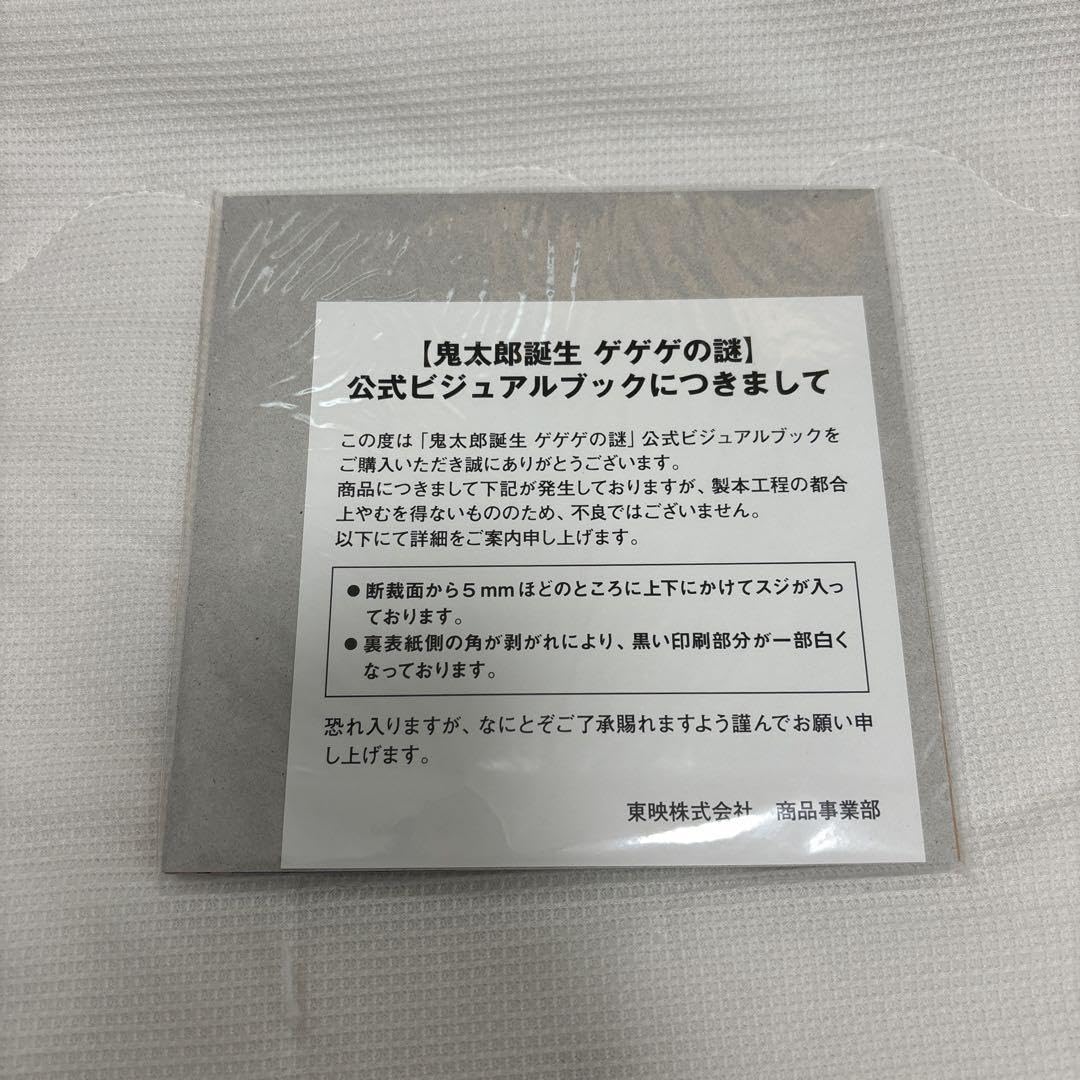 【鬼太郎誕生 ゲゲゲの謎】
公式ビジュアルブックにつきまして
この度は「鬼太郎誕生 ゲゲゲの謎」公式ビジュアルブックを
ご購入いただき誠にありがとうございます。
商品につきまして下記が発生しておりますが、製本工程の都合
上やむを得ないもののため、不良ではございません。
以下にて詳細をご案内申し上げます。
●断裁面から5mmほどのところに上下にかけてスジが入っ
ております。
●裏表紙側の角が剥がれにより、黒い印刷部分が一部白く
なっております。
恐れ入りますが、なにとぞご了承賜れますよう謹んでお願い申
し上げます。
東映株式会社 商品事業部